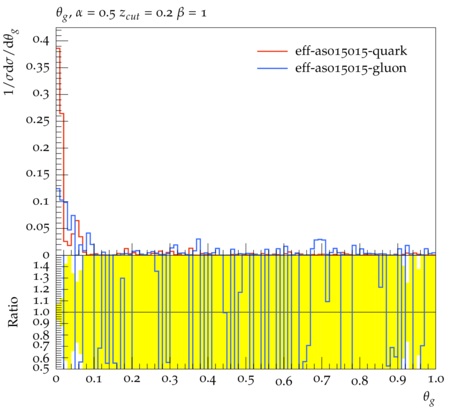 θg, α = 0.5 zcut = 0.2 β = 1
1/σ dσ/dθg
0.4
0.35
0.3
0.25
0.2
0.15
0.1
0.05
0
eff-as015015-quark
eff-as015015-gluon
Ratio
1.4
1.3
1.2
1.1
1.0
0.9
0.8
0.7
0.6
0.5
0 0.1 0.2 0.3 0.4 0.5 0.6 0.7 0.8 0.9 1.0
θg